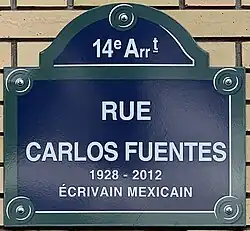 14e Arrt
RUE
CARLOS FUENTES
1928 - 2012
ÉCRIVAIN MEXICAIN